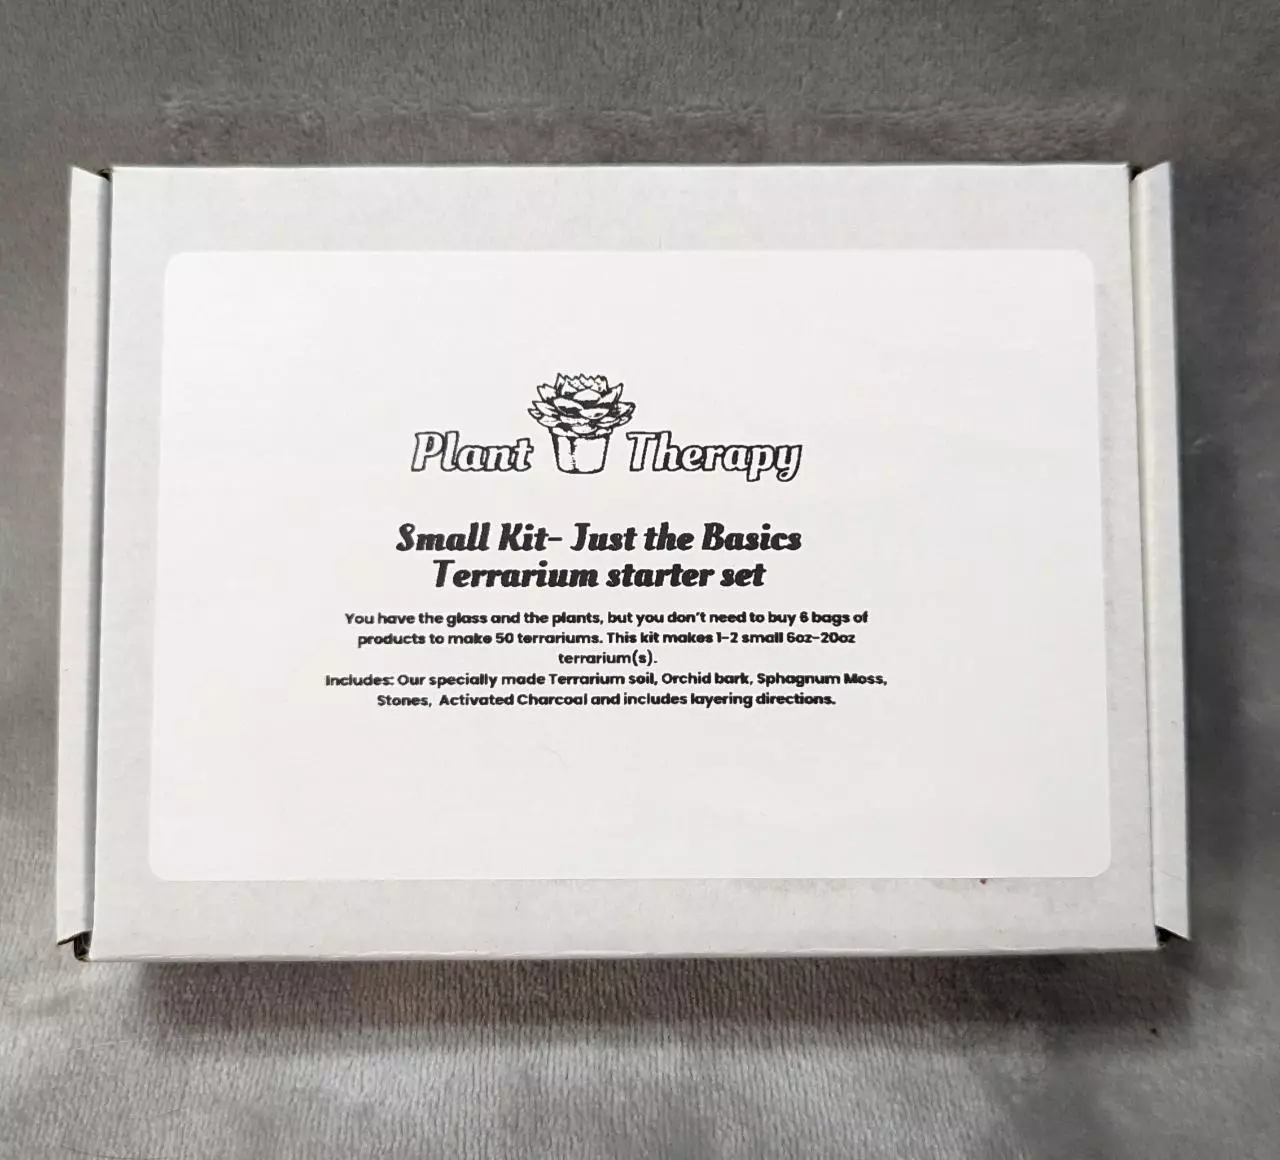 Plant Therapy
Small Kit- Just the Basics
Terrarium starter set
You have the glass and the plants, but you don't need to buy 6 bags of
products to make 50 terrariums. This kit makes 1-2 small 6oz-20oz
terrarium(s).
Includes: Our specially made Terrarium soil, Orchid bark, Sphagnum Moss,
Stones, Activated Charcoal and includes layering directions.